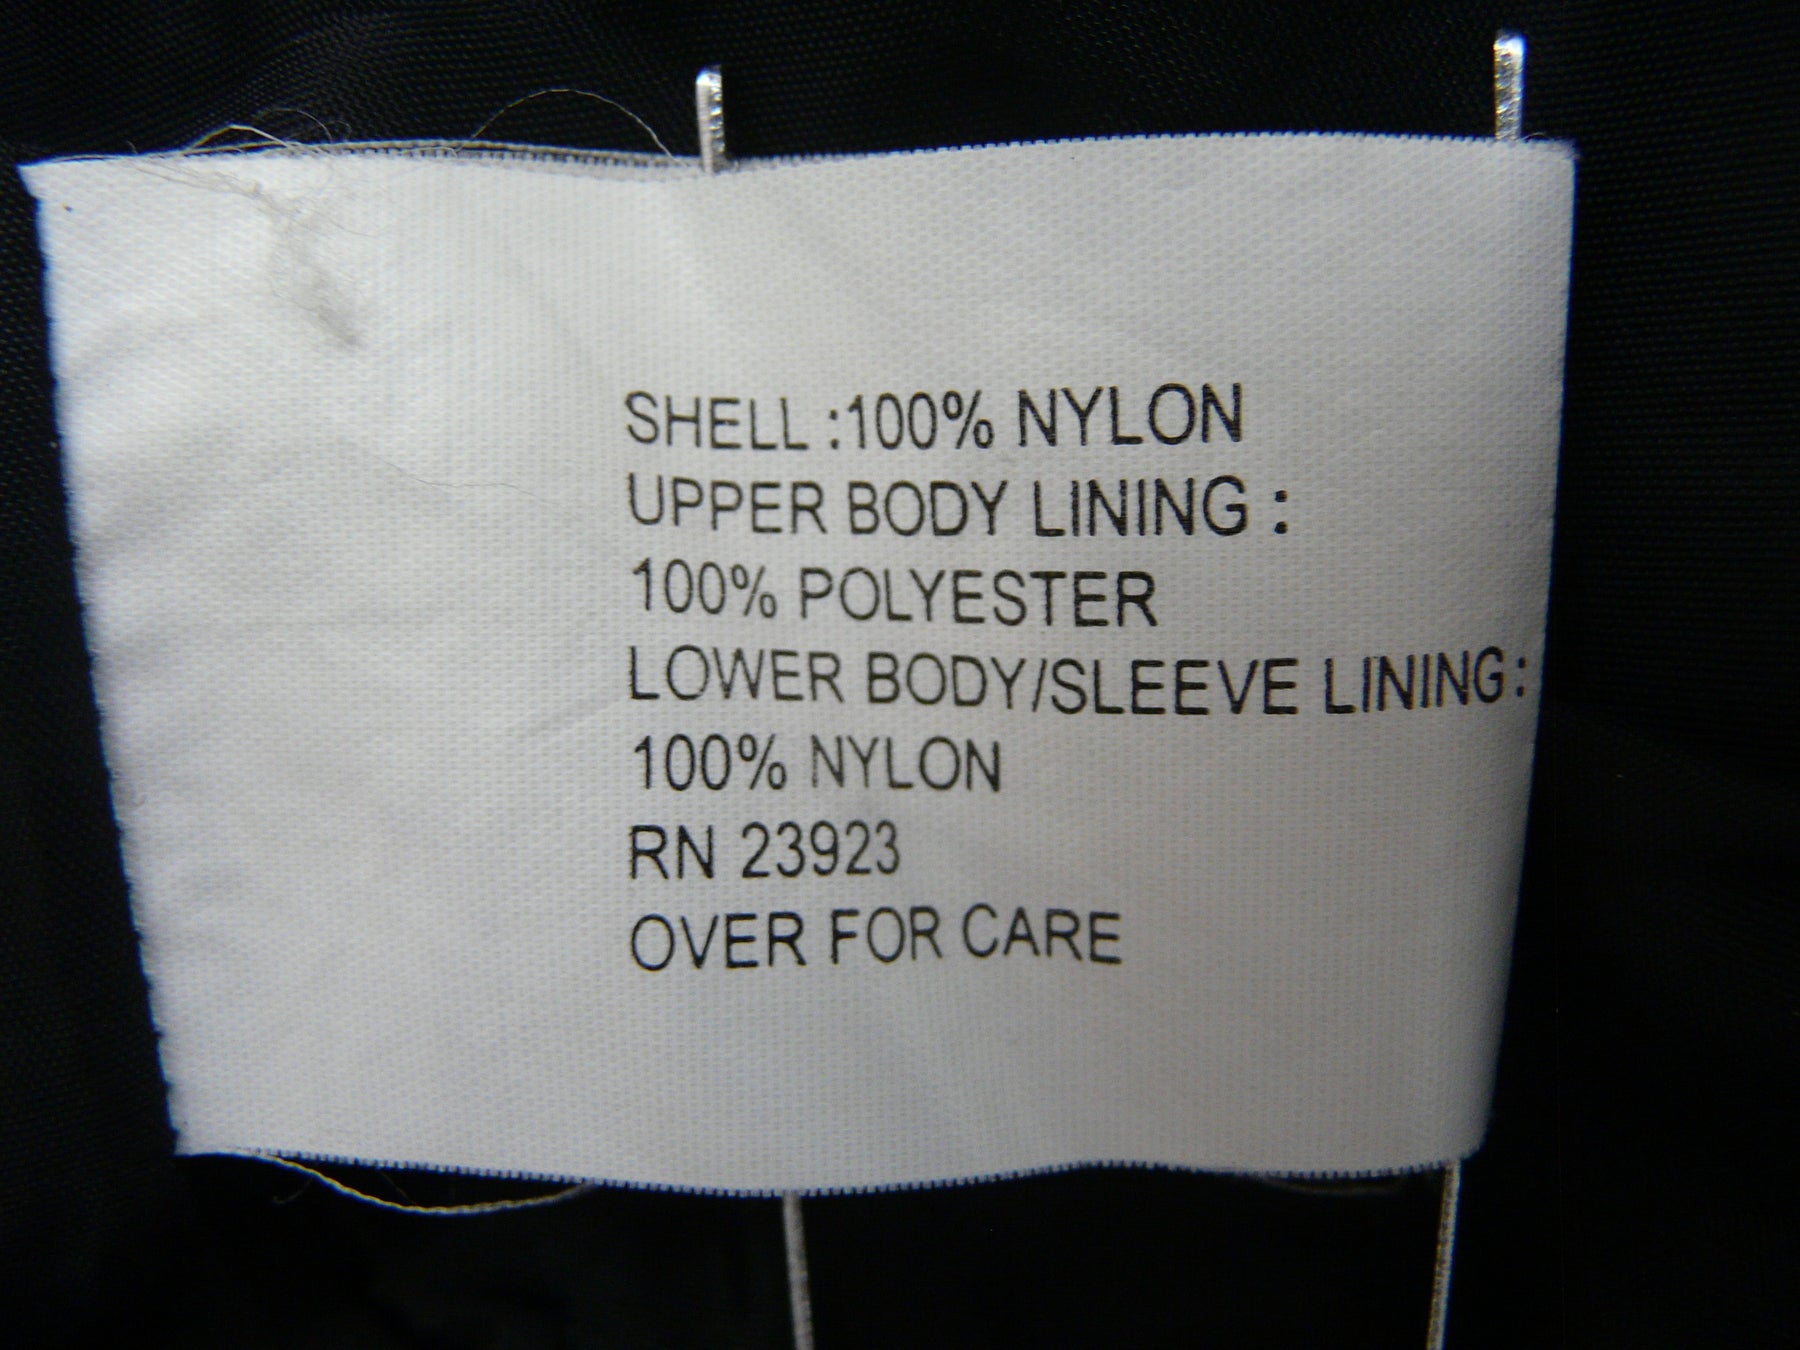 SHELL :100% NYLON
UPPER BODY LINING :
100% POLYESTER
LOWER BODY/SLEEVE LINING:
100% NYLON
RN 23923
OVER FOR CARE